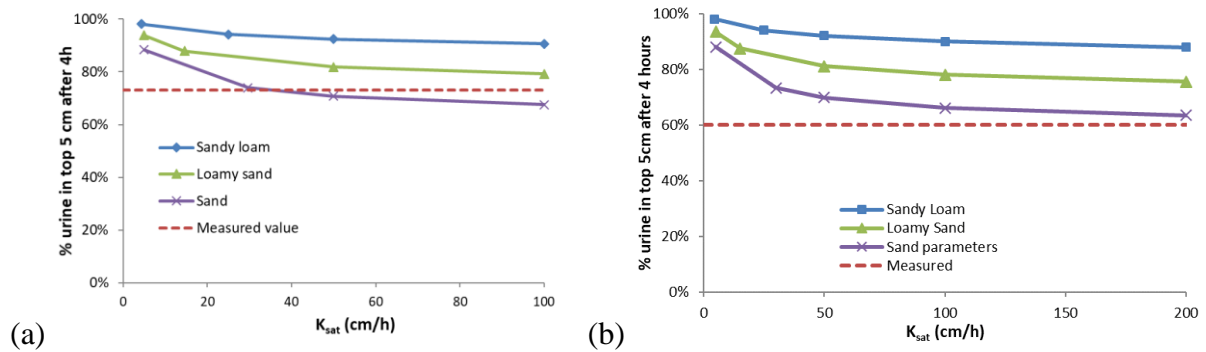 % urine in top 5 cm after 4h
100%
80%
60%
40%
20%
0%
Sandy loam
Loamy sand
Sand
Measured value
0 20 40 60 80 100
Ksat (cm/h)
(a)
% urine in top 5cm after 4 hours
100%
80%
60%
40%
20%
0%
Sandy Loam
Loamy Sand
Sand parameters
Measured
0 50 100 150 200
Ksat (cm/h)
(b)